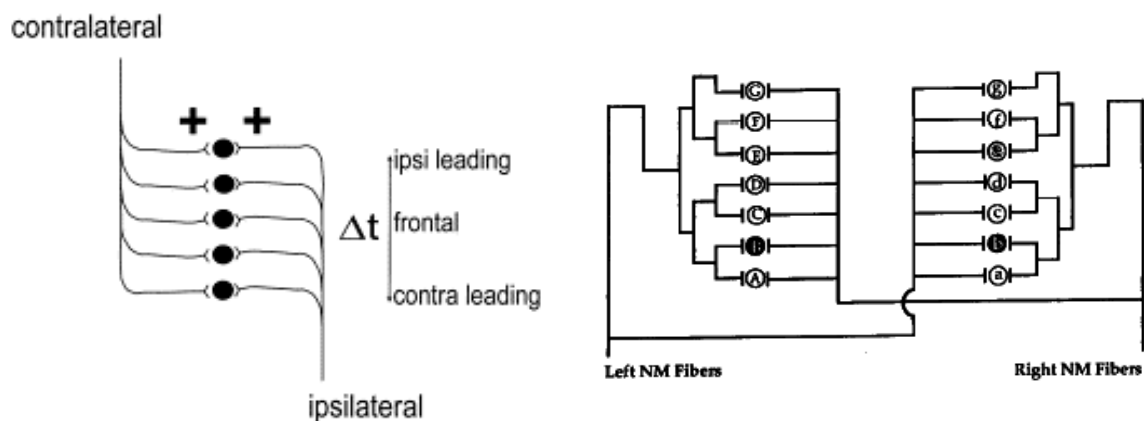 contralateral
+ +
ipsi leading
Δt
frontal
contra leading
ipsilateral
G
F
E
D
C
A
g
f
d
c
a
Left NM Fibers
Right NM Fibers